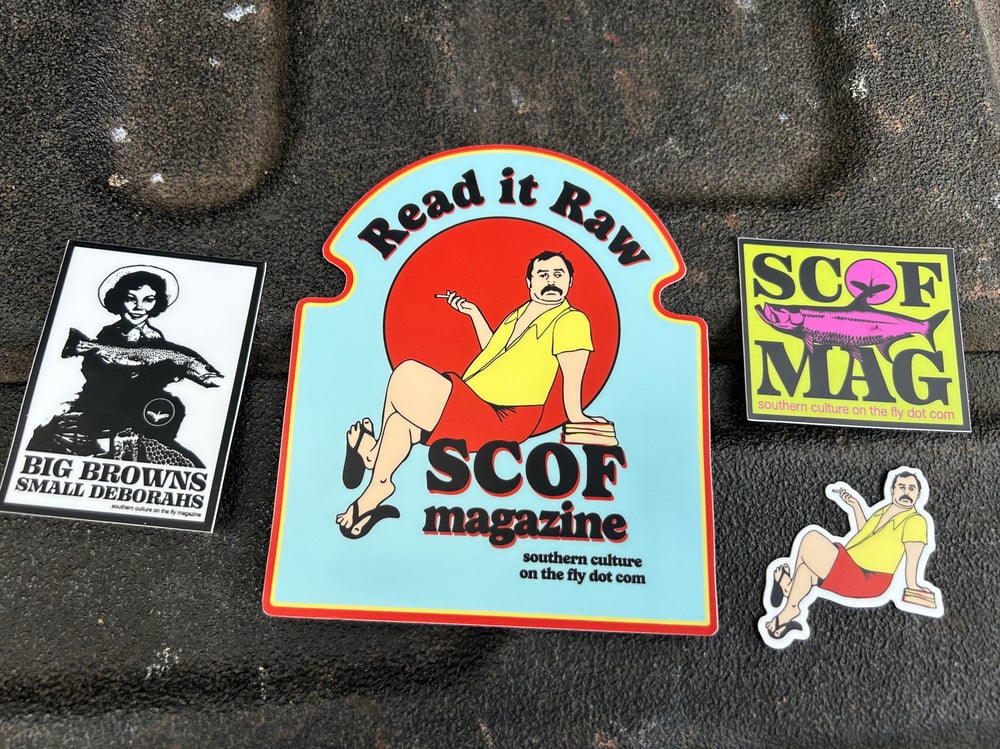 Read it Raw
SCOF
magazine
southern culture
on the fly dot com
BIG BROWNS
SMALL DEBORAHS
southern culture on the fly magazine
SCOF
MAG
southern culture on the fly dot com